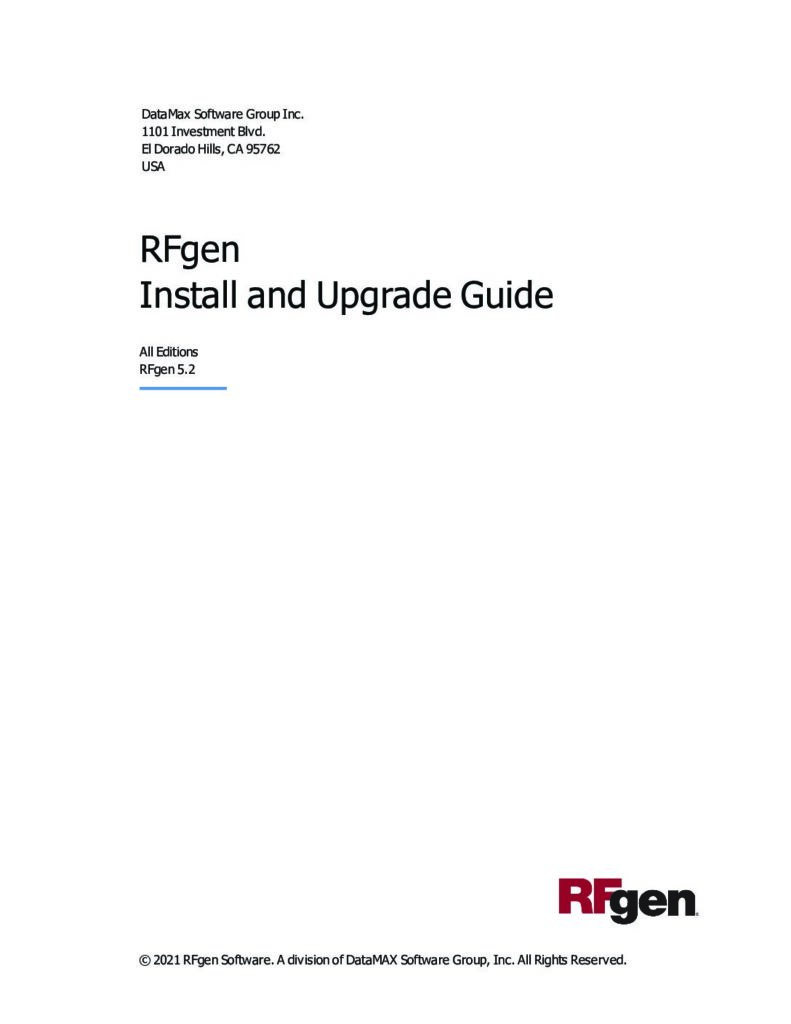 DataMax Software Group Inc.
1101 Investment Blvd.
El Dorado Hills, CA 95762
USA
RFgen
Install and Upgrade Guide
All Editions
RFgen 5.2
RFgen®
© 2021 RFgen Software. A division of DataMAX Software Group, Inc. All Rights Reserved.